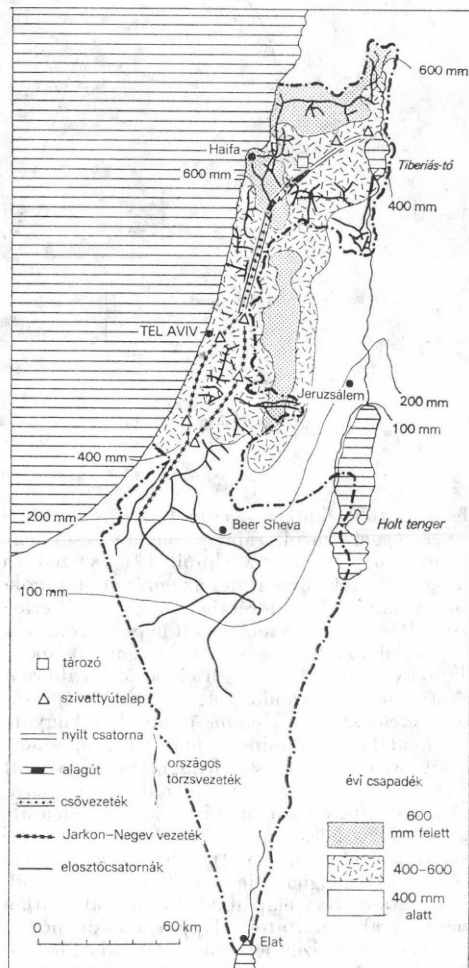 600 mm
Haifa
600 mm
Tiberiás-tó
400 mm
TEL AVIV
Jeruzsálem
200 mm
100 mm
400 mm
200 mm
Beer Sheva
Holt tenger
100 mm
tározó
szivattyútelep
nyílt csatorna
alagút
csővezeték
Jarkon–Negev vezeték
elosztócsatornák
országos
törzsvezeték
évi csapadék
600
mm felett
400–600
400 mm
alatt
0 60 km
Elat